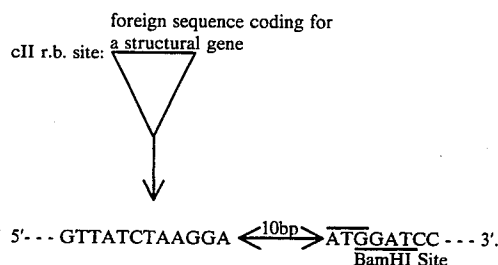 foreign sequence coding for
cII r.b. site: a structural gene
10bp
5'- - - GTTATCTAAGGA ATGGATCC - - - 3'.
BamHI Site